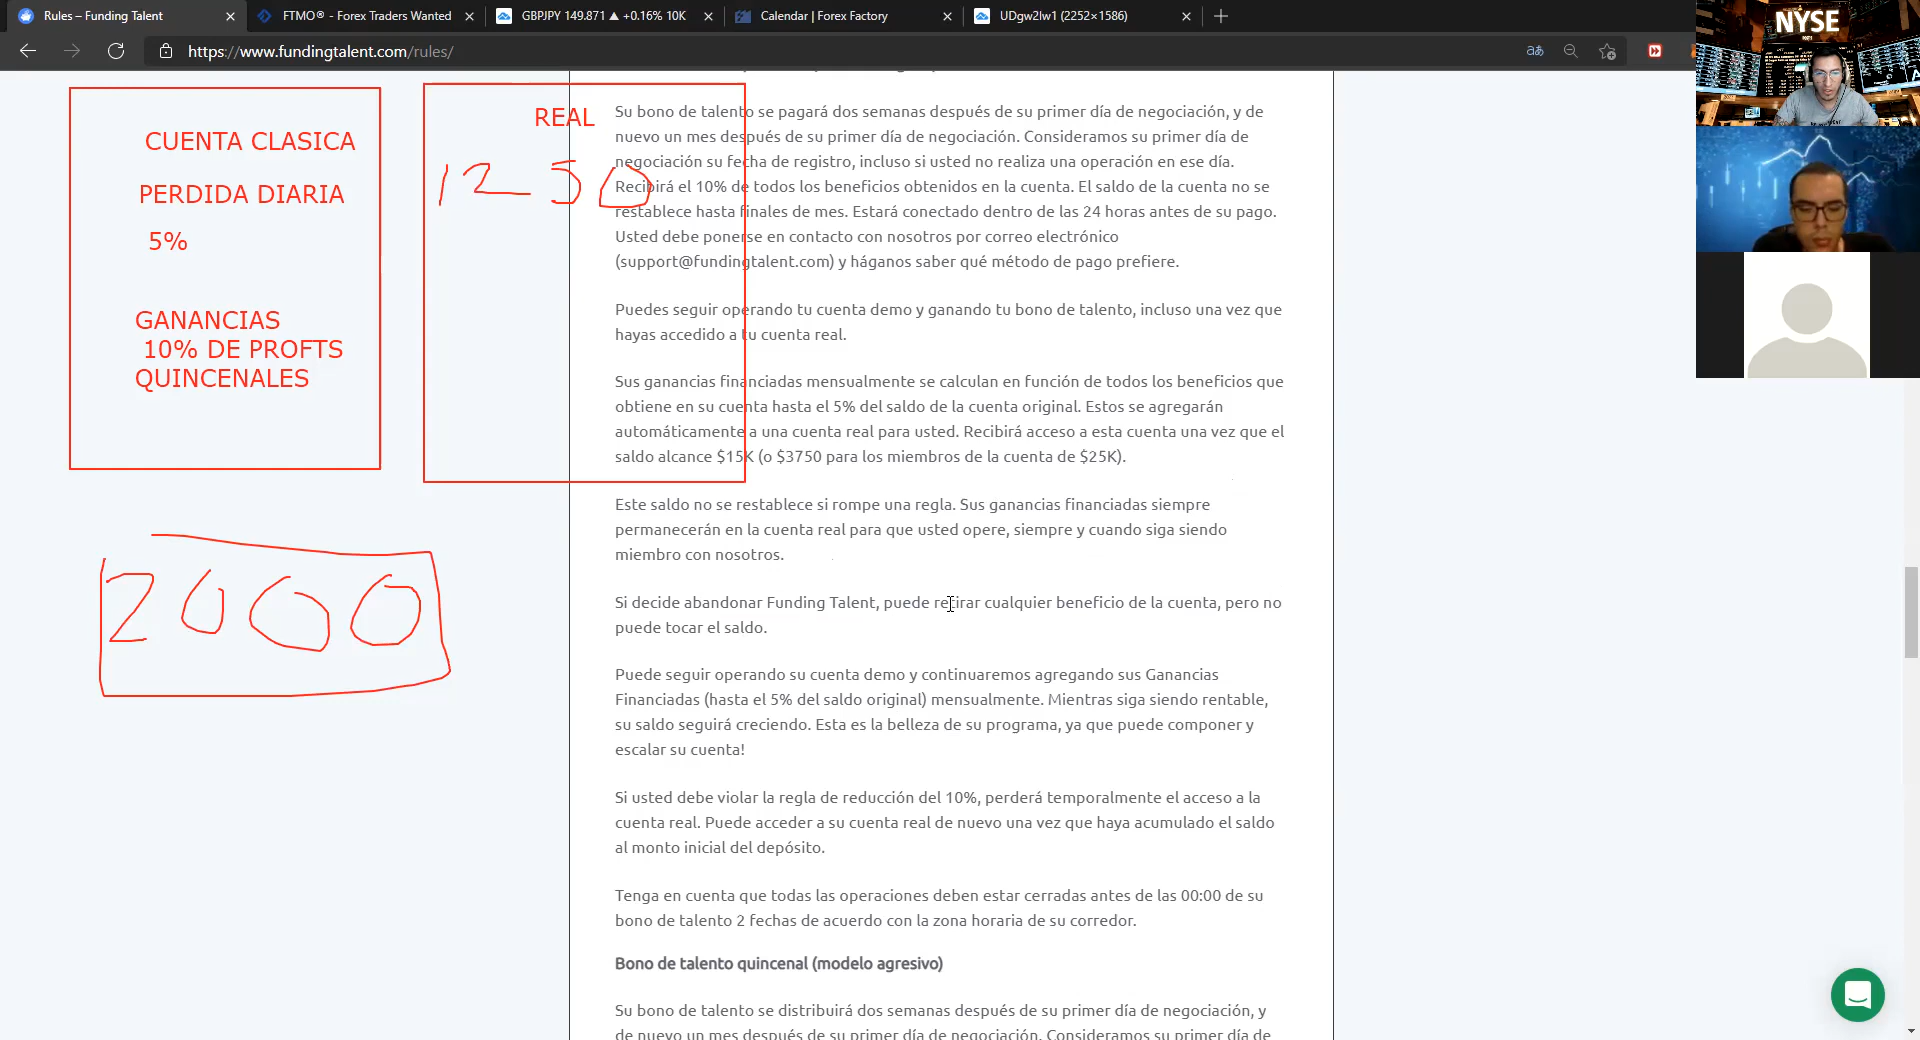 Rules – Funding Talent
FTMO® - Forex Traders Wanted
GBPJPY 149.871 ▲ +0.16% 10K
Calendar | Forex Factory
UDgw2lw1 (2252×1586)
https://www.fundingtalent.com/rules/
NYSE
CUENTA CLASICA
PERDIDA DIARIA
5%
GANANCIAS
10% DE PROFTS
QUINCENALES
REAL
1250
2000
Su bono de talento se pagará dos semanas después de su primer día de negociación, y de
nuevo un mes después de su primer día de negociación. Consideramos su primer día de
negociación su fecha de registro, incluso si usted no realiza una operación en ese día.
Recibirá el 10% de todos los beneficios obtenidos en la cuenta. El saldo de la cuenta no se
restablece hasta finales de mes. Estará conectado dentro de las 24 horas antes de su pago.
Usted debe ponerse en contacto con nosotros por correo electrónico
(support@fundingtalent.com) y háganos saber qué método de pago prefiere.
Puedes seguir operando tu cuenta demo y ganando tu bono de talento, incluso una vez que
hayas accedido a tu cuenta real.
Sus ganancias financiadas mensualmente se calculan en función de todos los beneficios que
obtiene en su cuenta hasta el 5% del saldo de la cuenta original. Estos se agregarán
automáticamente a una cuenta real para usted. Recibirá acceso a esta cuenta una vez que el
saldo alcance $15K (o $3750 para los miembros de la cuenta de $25K).
Este saldo no se restablece si rompe una regla. Sus ganancias financiadas siempre
permanecerán en la cuenta real para que usted opere, siempre y cuando siga siendo
miembro con nosotros.
Si decide abandonar Funding Talent, puede retirar cualquier beneficio de la cuenta, pero no
puede tocar el saldo.
Puede seguir operando su cuenta demo y continuaremos agregando sus Ganancias
Financiadas (hasta el 5% del saldo original) mensualmente. Mientras siga siendo rentable,
su saldo seguirá creciendo. Esta es la belleza de su programa, ya que puede componer y
escalar su cuenta!
Si usted debe violar la regla de reducción del 10%, perderá temporalmente el acceso a la
cuenta real. Puede acceder a su cuenta real de nuevo una vez que haya acumulado el saldo
al monto inicial del depósito.
Tenga en cuenta que todas las operaciones deben estar cerradas antes de las 00:00 de su
bono de talento 2 fechas de acuerdo con la zona horaria de su corredor.
Bono de talento quincenal (modelo agresivo)
Su bono de talento se distribuirá dos semanas después de su primer día de negociación, y
de nuevo un mes después de su primer día de negociación. Consideramos su primer día de